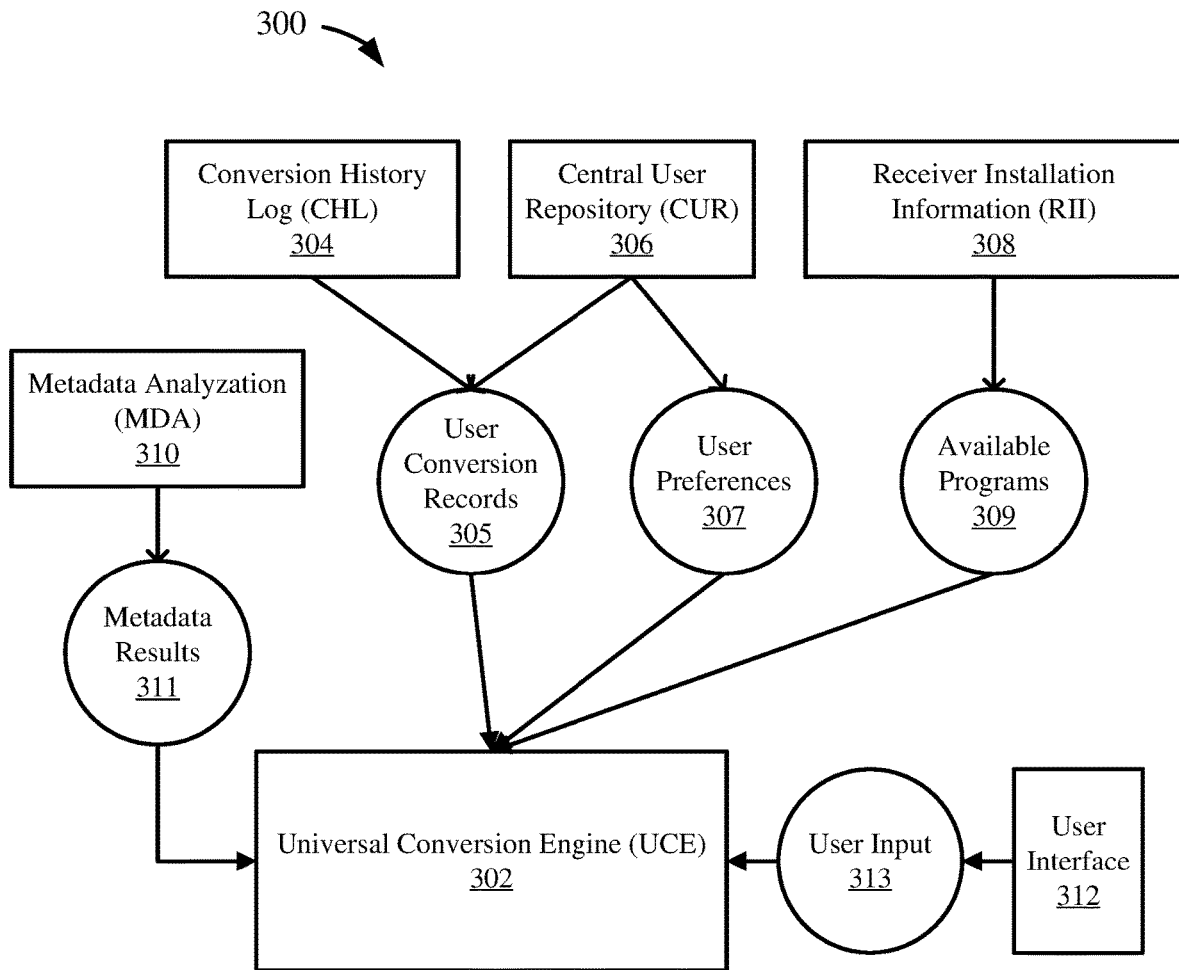 300
Conversion History
Log (CHL)
304
Central User
Repository (CUR)
306
Receiver Installation
Information (RII)
308
Metadata Analyzation
(MDA)
310
User
Conversion
Records
305
User
Preferences
307
Available
Programs
309
Metadata
Results
311
Universal Conversion Engine (UCE)
302
User Input
313
User
Interface
312